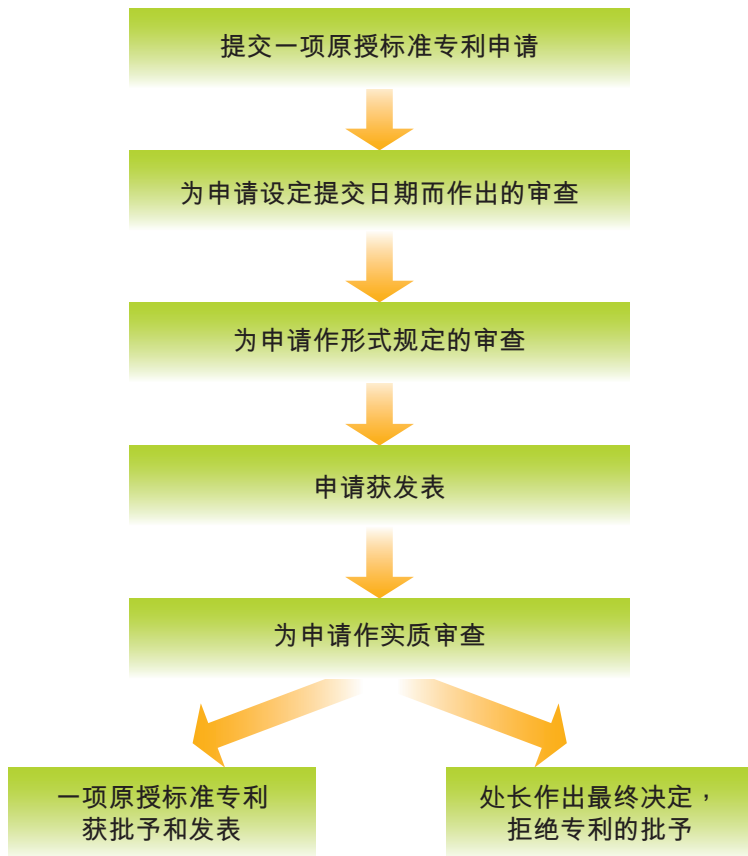 提交一项原授标准专利申请
为申请设定提交日期而作出的审查
为申请作形式规定的审查
申请获发表
为申请作实质审查
一项原授标准专利
获批予和发表
处长作出最终决定，
拒绝专利的批予